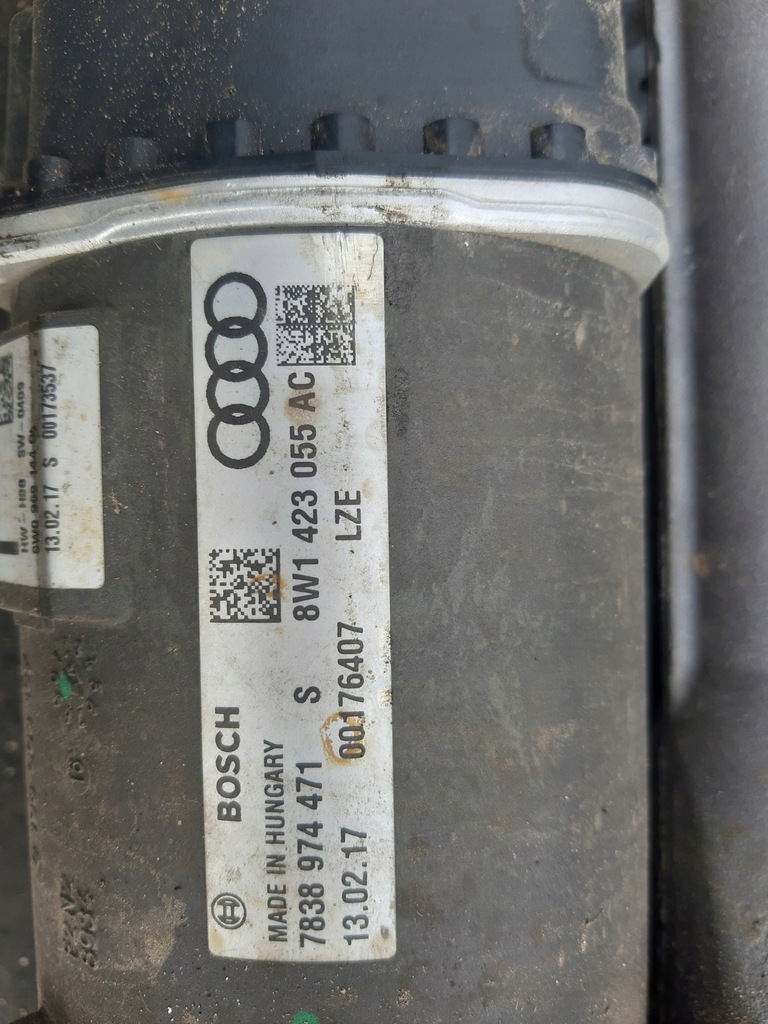 BOSCH
MADE IN HUNGARY
7838 974 471 S 8W1 423 055 AC
13.02.17 00176407 LZE
13.02.17 S 00173537